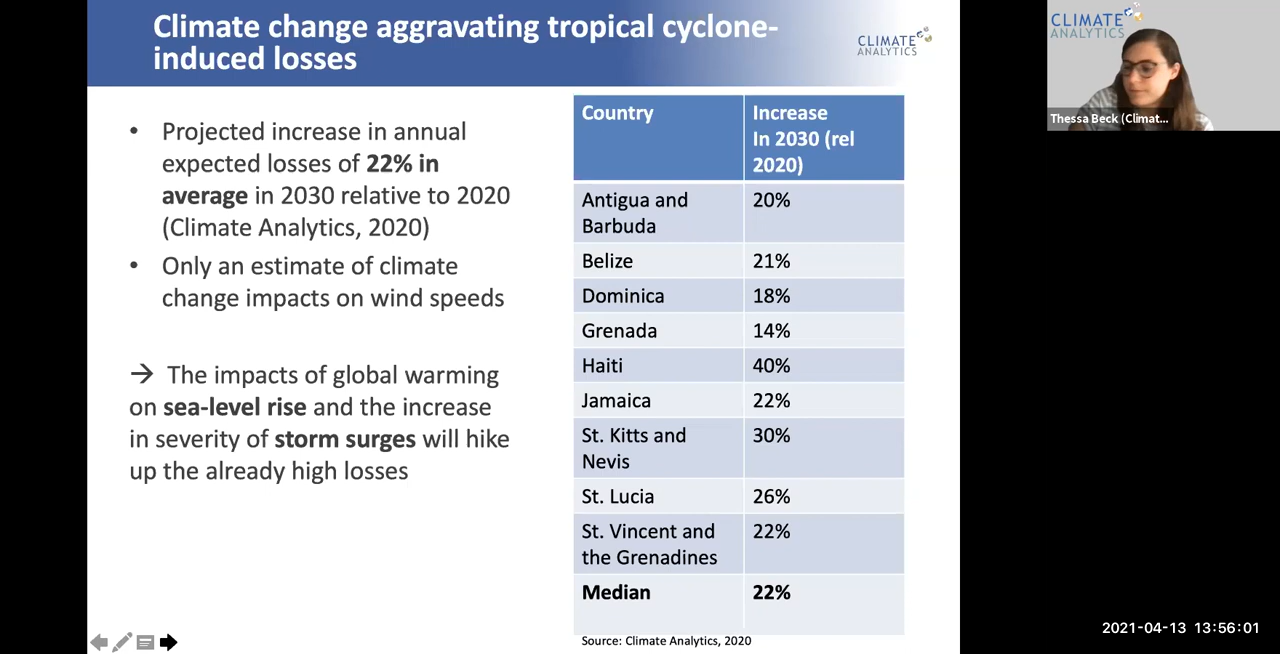 Climate change aggravating tropical cyclone-
induced losses
CLIMATE
ANALYTICS
• Projected increase in annual
expected losses of 22% in
average in 2030 relative to 2020
(Climate Analytics, 2020)
• Only an estimate of climate
change impacts on wind speeds
→ The impacts of global warming
on sea-level rise and the increase
in severity of storm surges will hike
up the already high losses
Country Increase
In 2030 (rel
2020)
Antigua and 20%
Barbuda
Belize 21%
Dominica 18%
Grenada 14%
Haiti 40%
Jamaica 22%
St. Kitts and 30%
Nevis
St. Lucia 26%
St. Vincent and 22%
the Grenadines
Median 22%
Source: Climate Analytics, 2020
CLIMATE
ANALYTICS
Thessa Beck (Climat...
2021-04-13 13:56:01